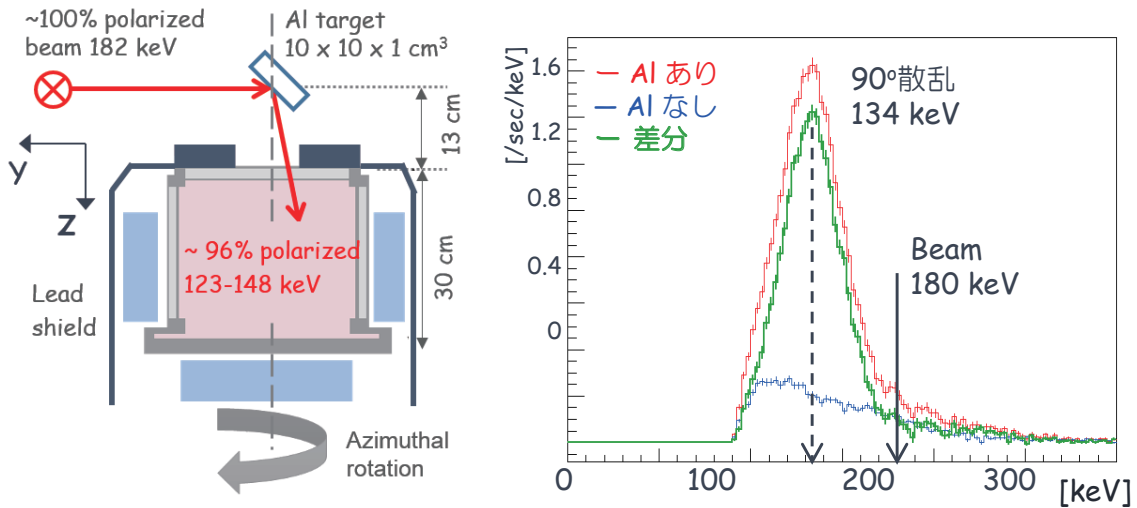 ~100% polarized
beam 182 keV
Al target
10 x 10 x 1 cm³
13 cm
Y
Z
~ 96% polarized
123-148 keV
30 cm
Lead
shield
Azimuthal
rotation
[/sec/keV]
1.6
1.2
0.8
0.4
0
Al あり
Al なし
差分
90°散乱
134 keV
Beam
180 keV
0
100
200
300
[keV]